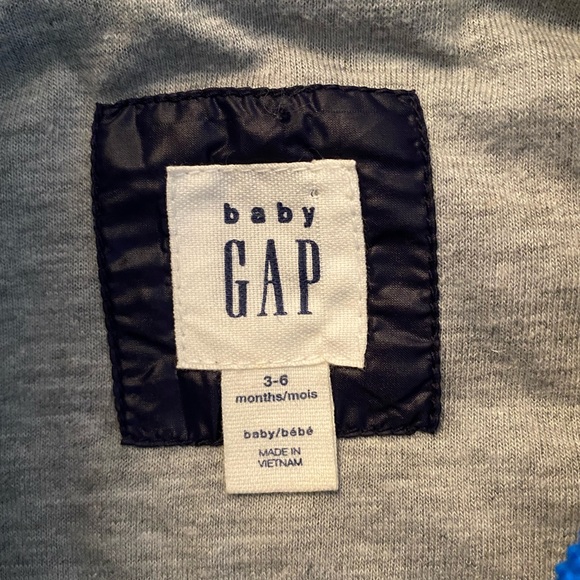 baby
GAP
3-6
months/mois
baby/bébé
MADE IN
VIETNAM